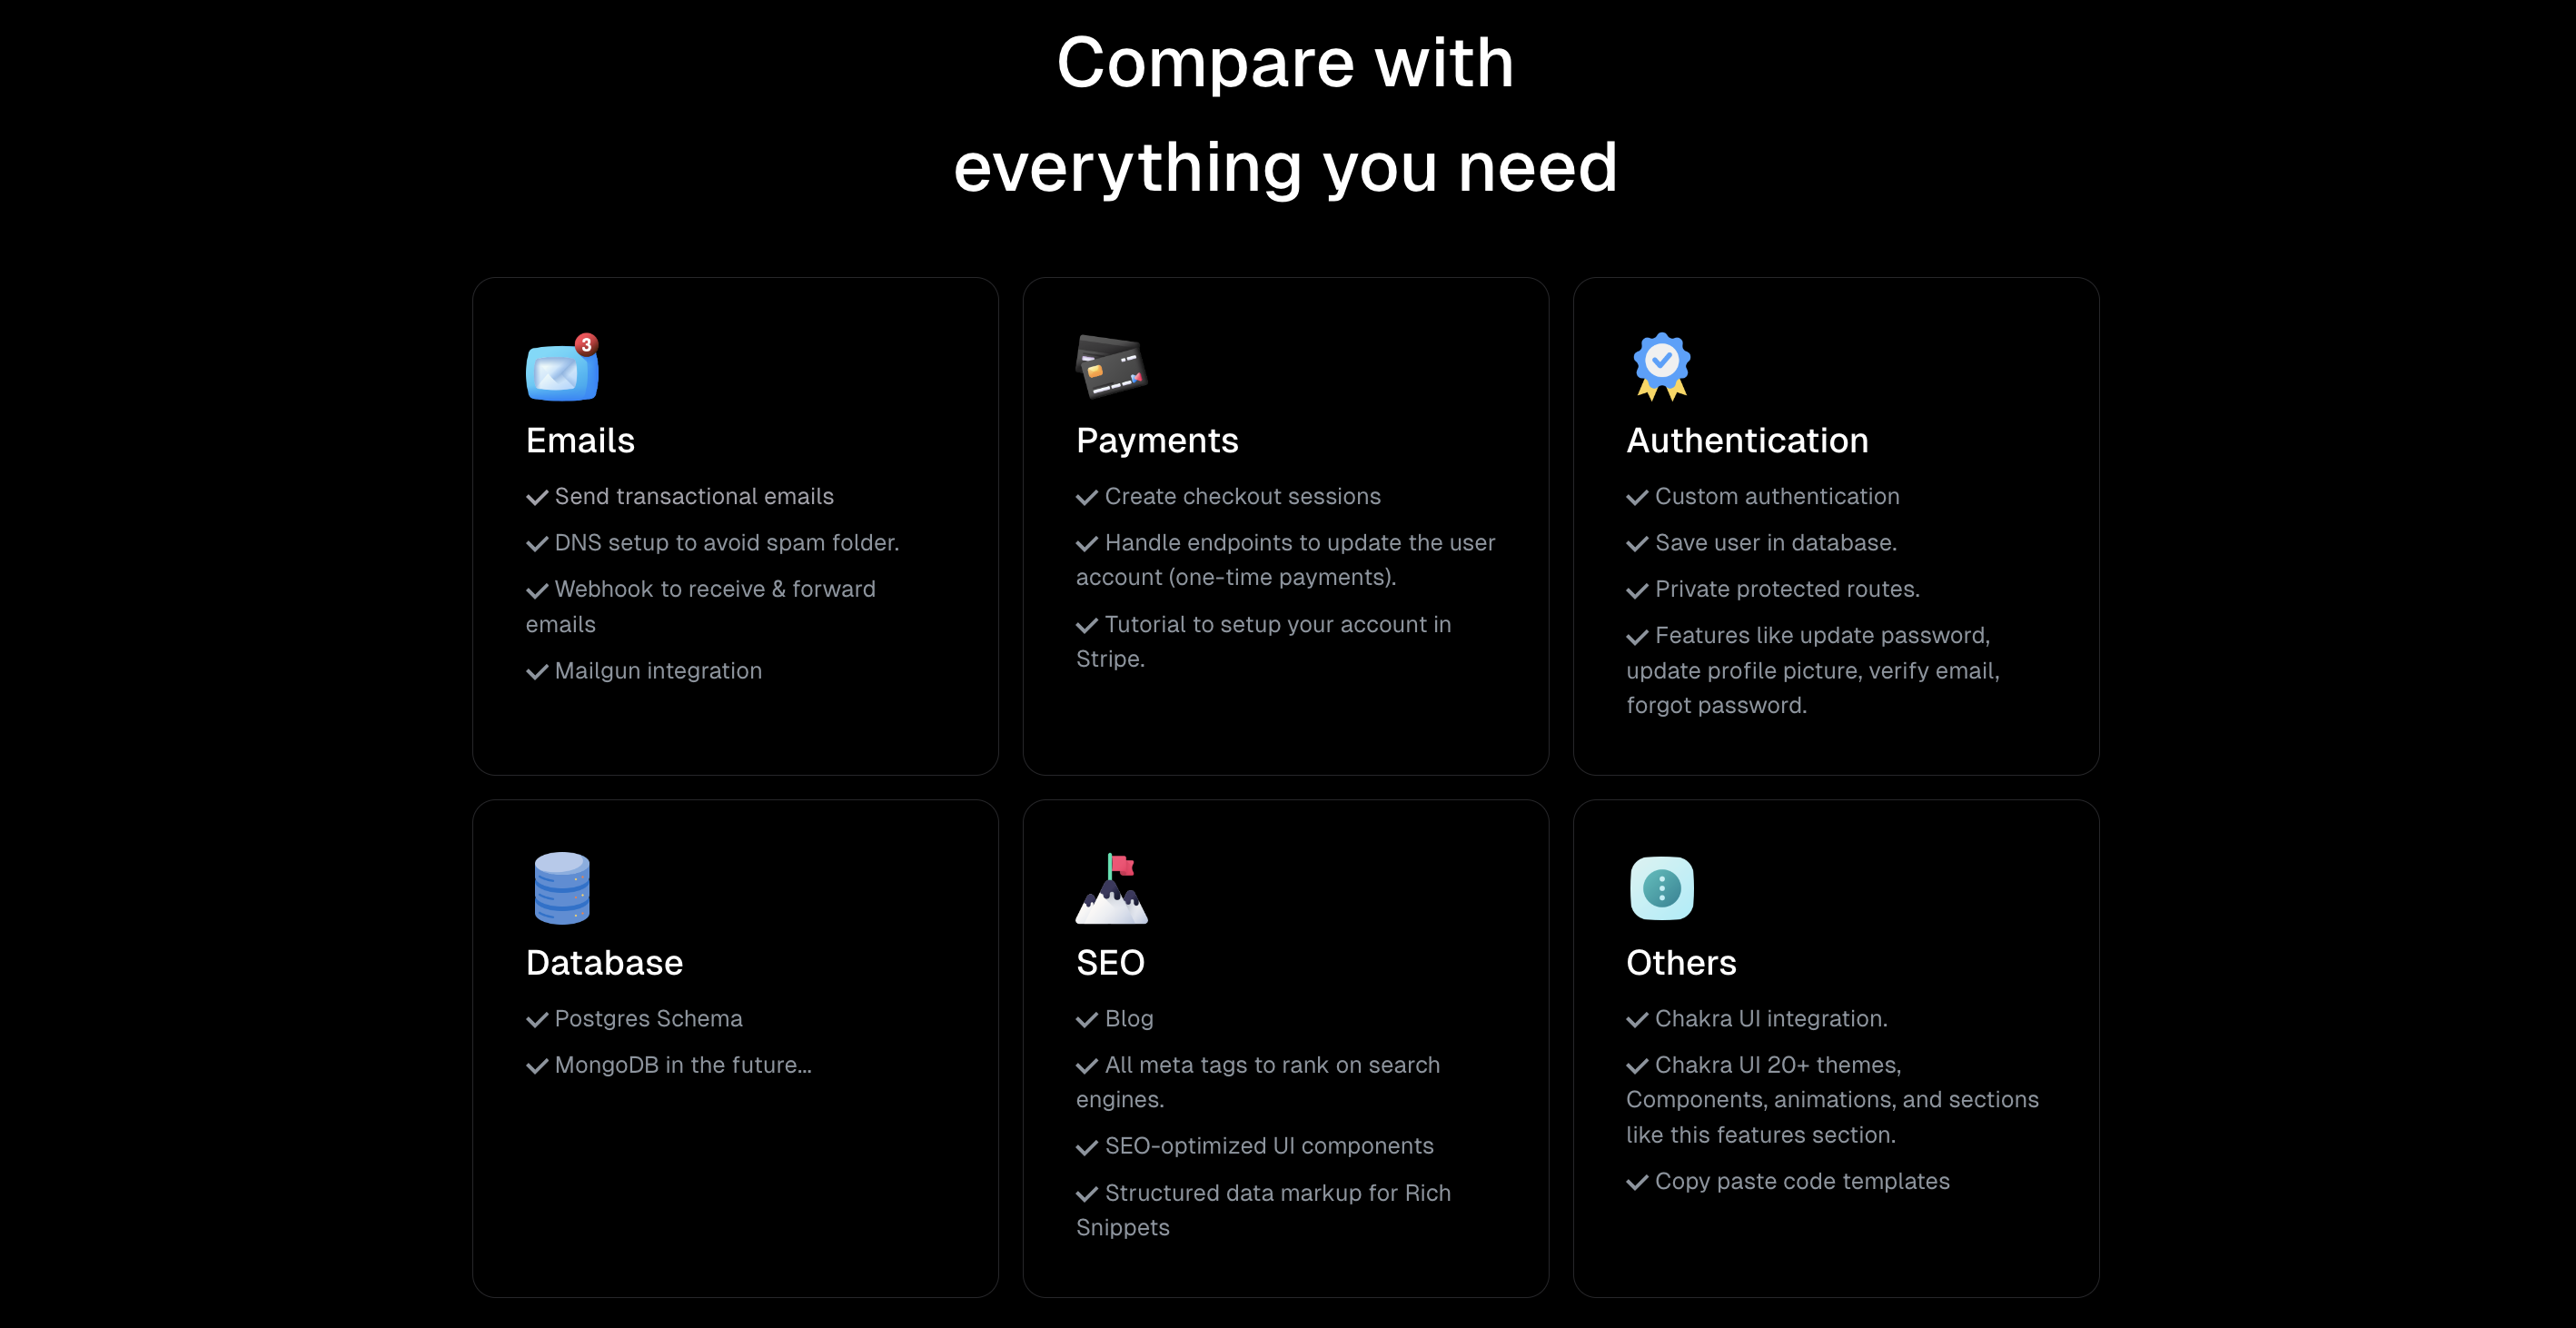 Compare with
everything you need
3
Emails
Send transactional emails
DNS setup to avoid spam folder.
Webhook to receive & forward
emails
Mailgun integration
Payments
Create checkout sessions
Handle endpoints to update the user
account (one-time payments).
Tutorial to setup your account in
Stripe.
Authentication
Custom authentication
Save user in database.
Private protected routes.
Features like update password,
update profile picture, verify email,
forgot password.
Database
Postgres Schema
MongoDB in the future...
SEO
Blog
All meta tags to rank on search
engines.
SEO-optimized UI components
Structured data markup for Rich
Snippets
Others
Chakra UI integration.
Chakra UI 20+ themes,
Components, animations, and sections
like this features section.
Copy paste code templates